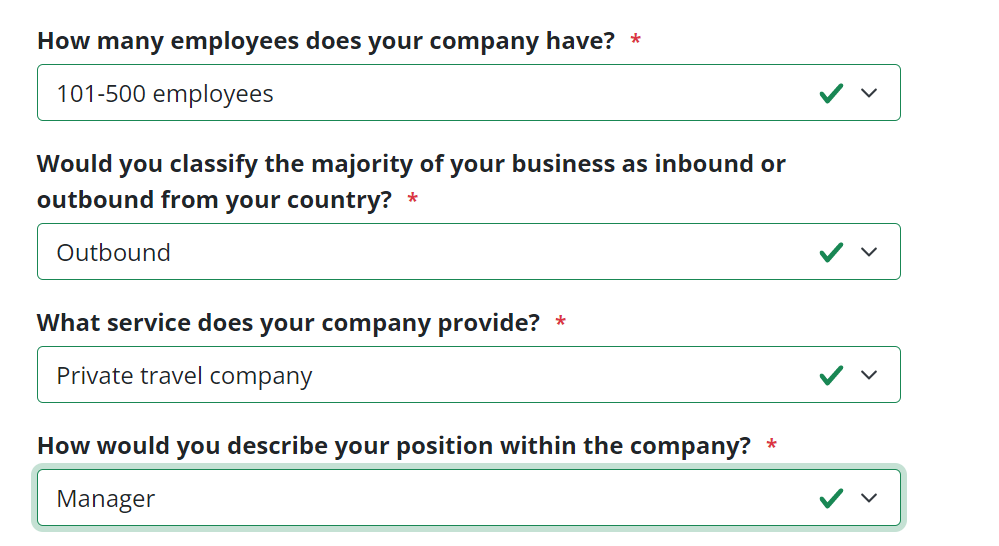 How many employees does your company have? *
101-500 employees
Would you classify the majority of your business as inbound or
outbound from your country? *
Outbound
What service does your company provide? *
Private travel company
How would you describe your position within the company? *
Manager